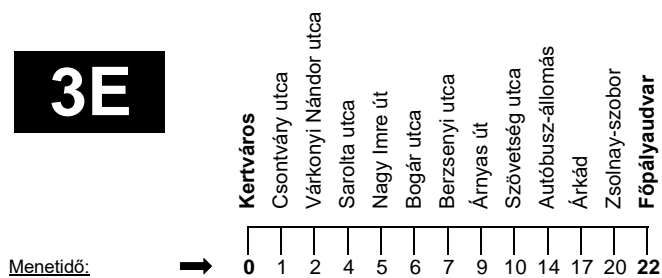 3E
Kertváros
Csontváry utca
Várkonyi Nándor utca
Sarolta utca
Nagy Imre út
Bogár utca
Berzsenyi utca
Árnyas út
Szövetség utca
Autóbusz-állomás
Árkád
Zsolnay-szobor
Főpályaudvar
Menetidő: ➡ 0 1 2 4 5 6 7 9 10 14 17 20 22